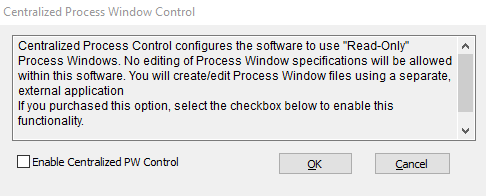 Centralized Process Window Control
Centralized Process Control configures the software to use "Read-Only"
Process Windows. No editing of Process Window specifications will be allowed
within this software. You will create/edit Process Window files using a separate,
external application
If you purchased this option, select the checkbox below to enable this
functionality.
Enable Centralized PW Control
OK
Cancel